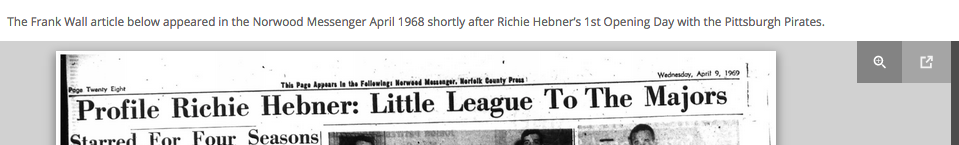 The Frank Wall article below appeared in the Norwood Messenger April 1968 shortly after Richie Hebner's 1st Opening Day with the Pittsburgh Pirates.
Page Twenty Eight This Page Appears In the Following: Norwood Messenger, Norfolk County Press Wednesday, April 9, 1969
Profile Richie Hebner: Little League To The Majors
Starred For Four Seasons